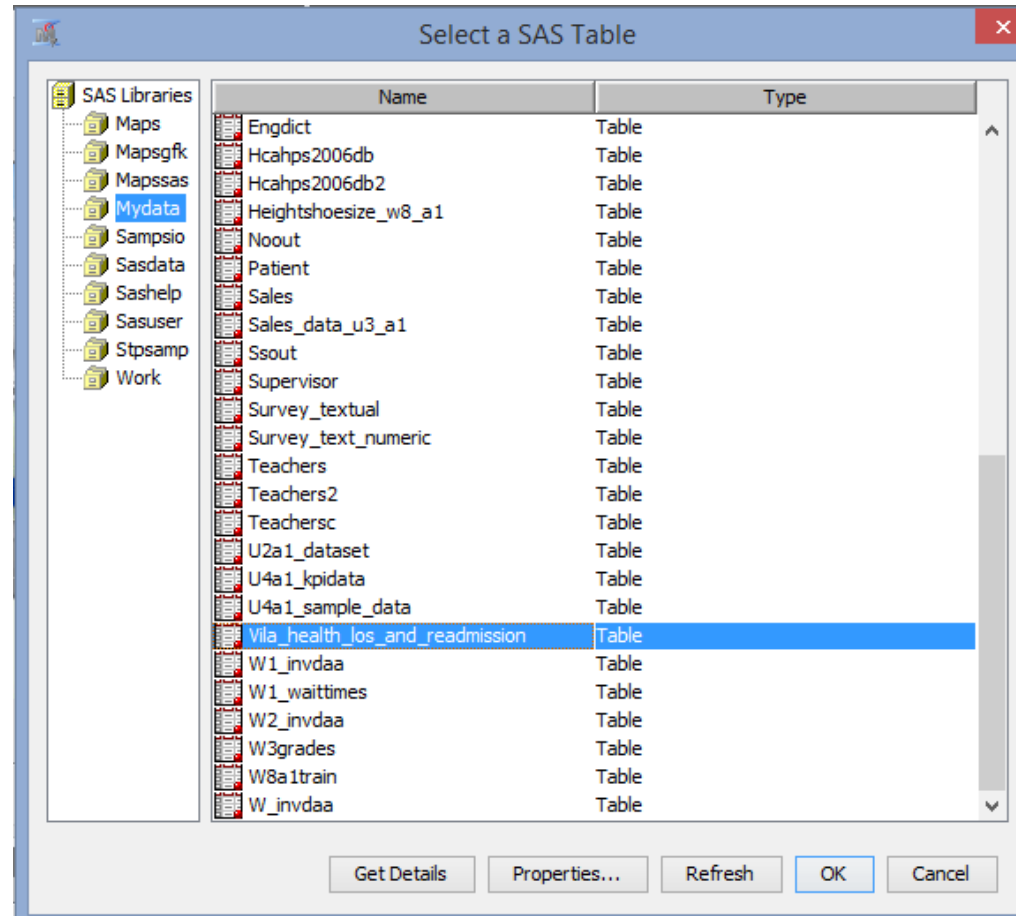 Select a SAS Table
SAS Libraries
Maps
Mapsgfk
Mapssas
Mydata
Sampsio
Sasdata
Sashelp
Sasuser
Stpsamp
Work
Name Type
Engdict Table
Hcahps2006db Table
Hcahps2006db2 Table
Heightshoesize_w8_a1 Table
Noout Table
Patient Table
Sales Table
Sales_data_u3_a1 Table
Ssout Table
Supervisor Table
Survey_textual Table
Survey_text_numeric Table
Teachers Table
Teachers2 Table
Teachersc Table
U2a1_dataset Table
U4a1_kpidata Table
U4a1_sample_data Table
Vila_health_los_and_readmission Table
W1_invdaa Table
W1_waittimes Table
W2_invdaa Table
W3grades Table
W8a1train Table
W_invdaa Table
Get Details Properties... Refresh OK Cancel